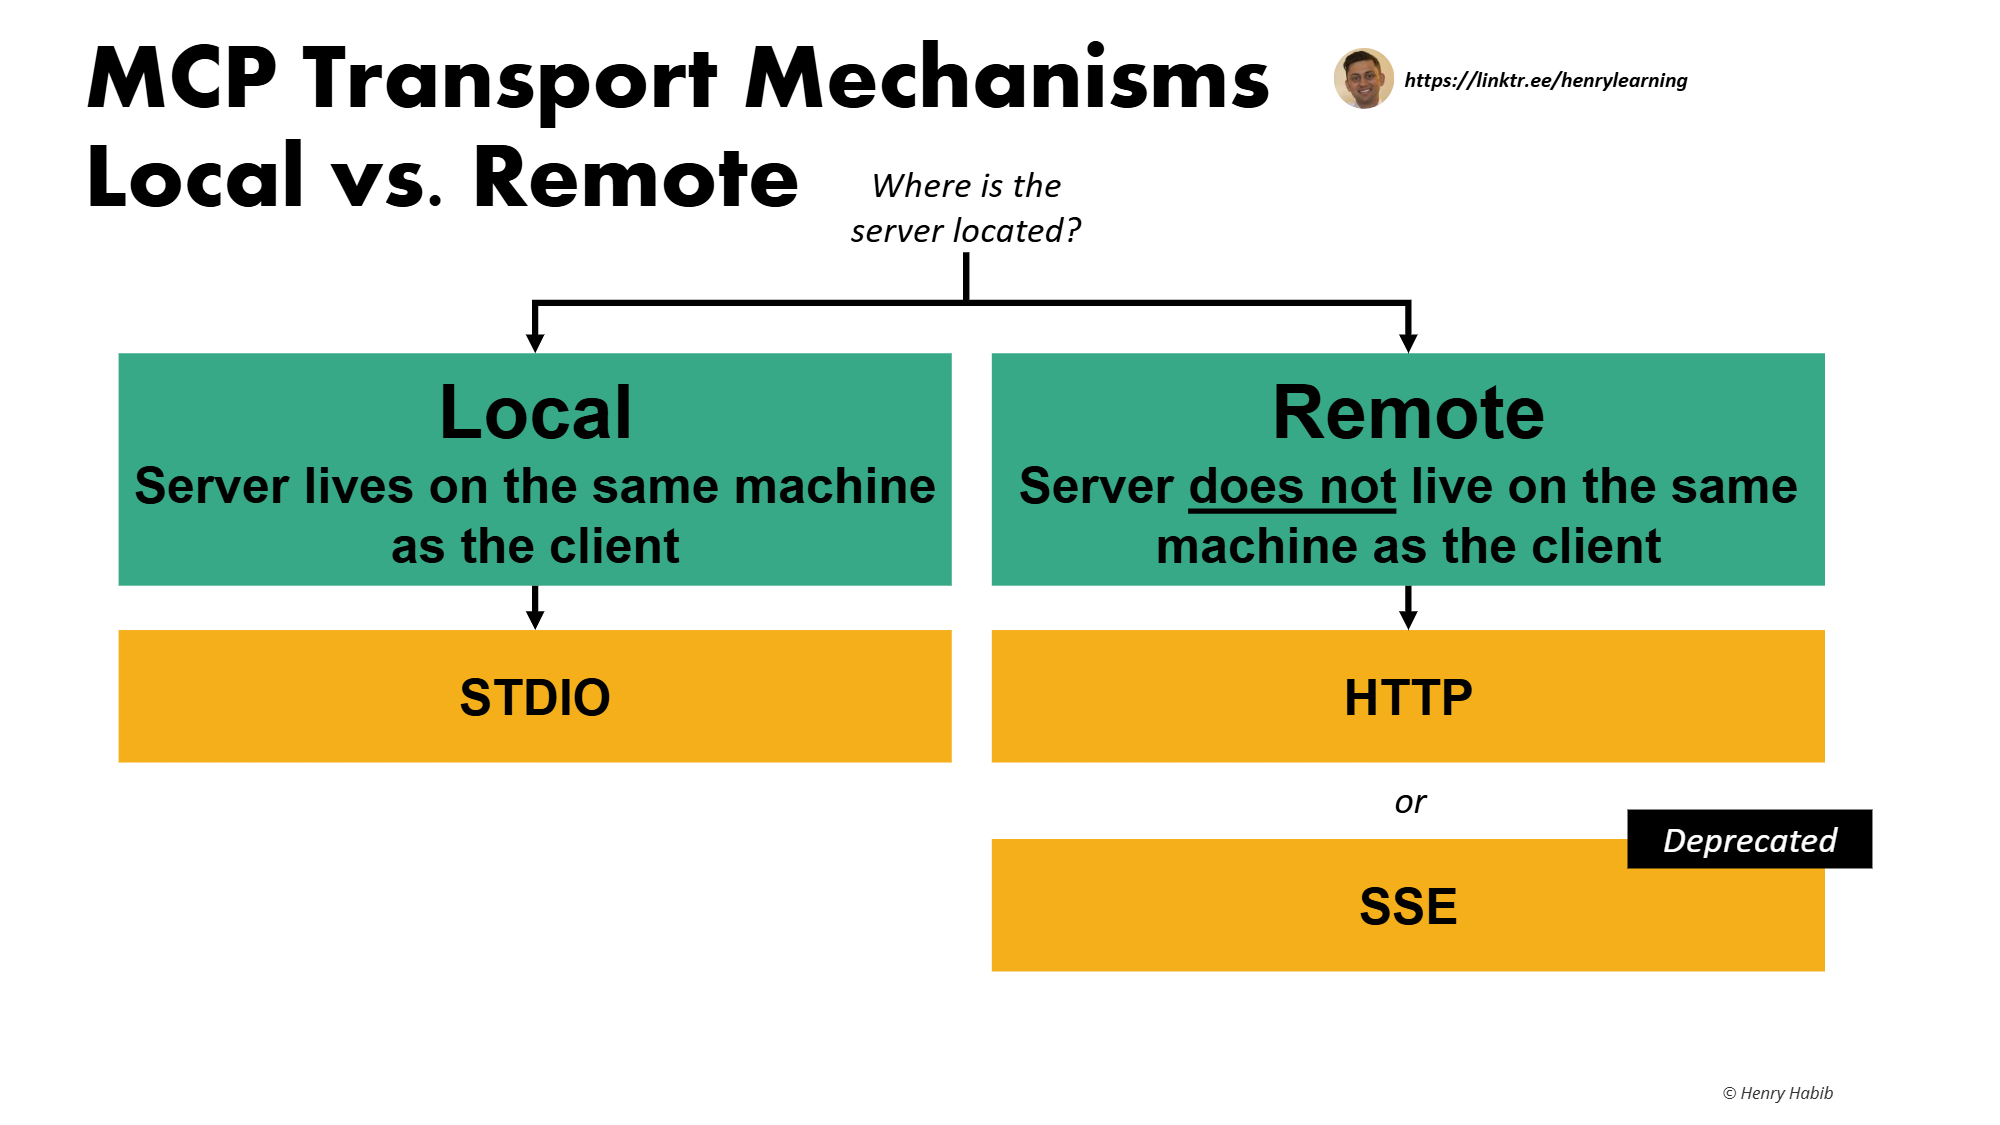 MCP Transport Mechanisms
Local vs. Remote
https://linktr.ee/henrylearning
Where is the
server located?
Local
Server lives on the same machine
as the client
Remote
Server does not live on the same
machine as the client
STDIO
HTTP
or
Deprecated
SSE
© Henry Habib